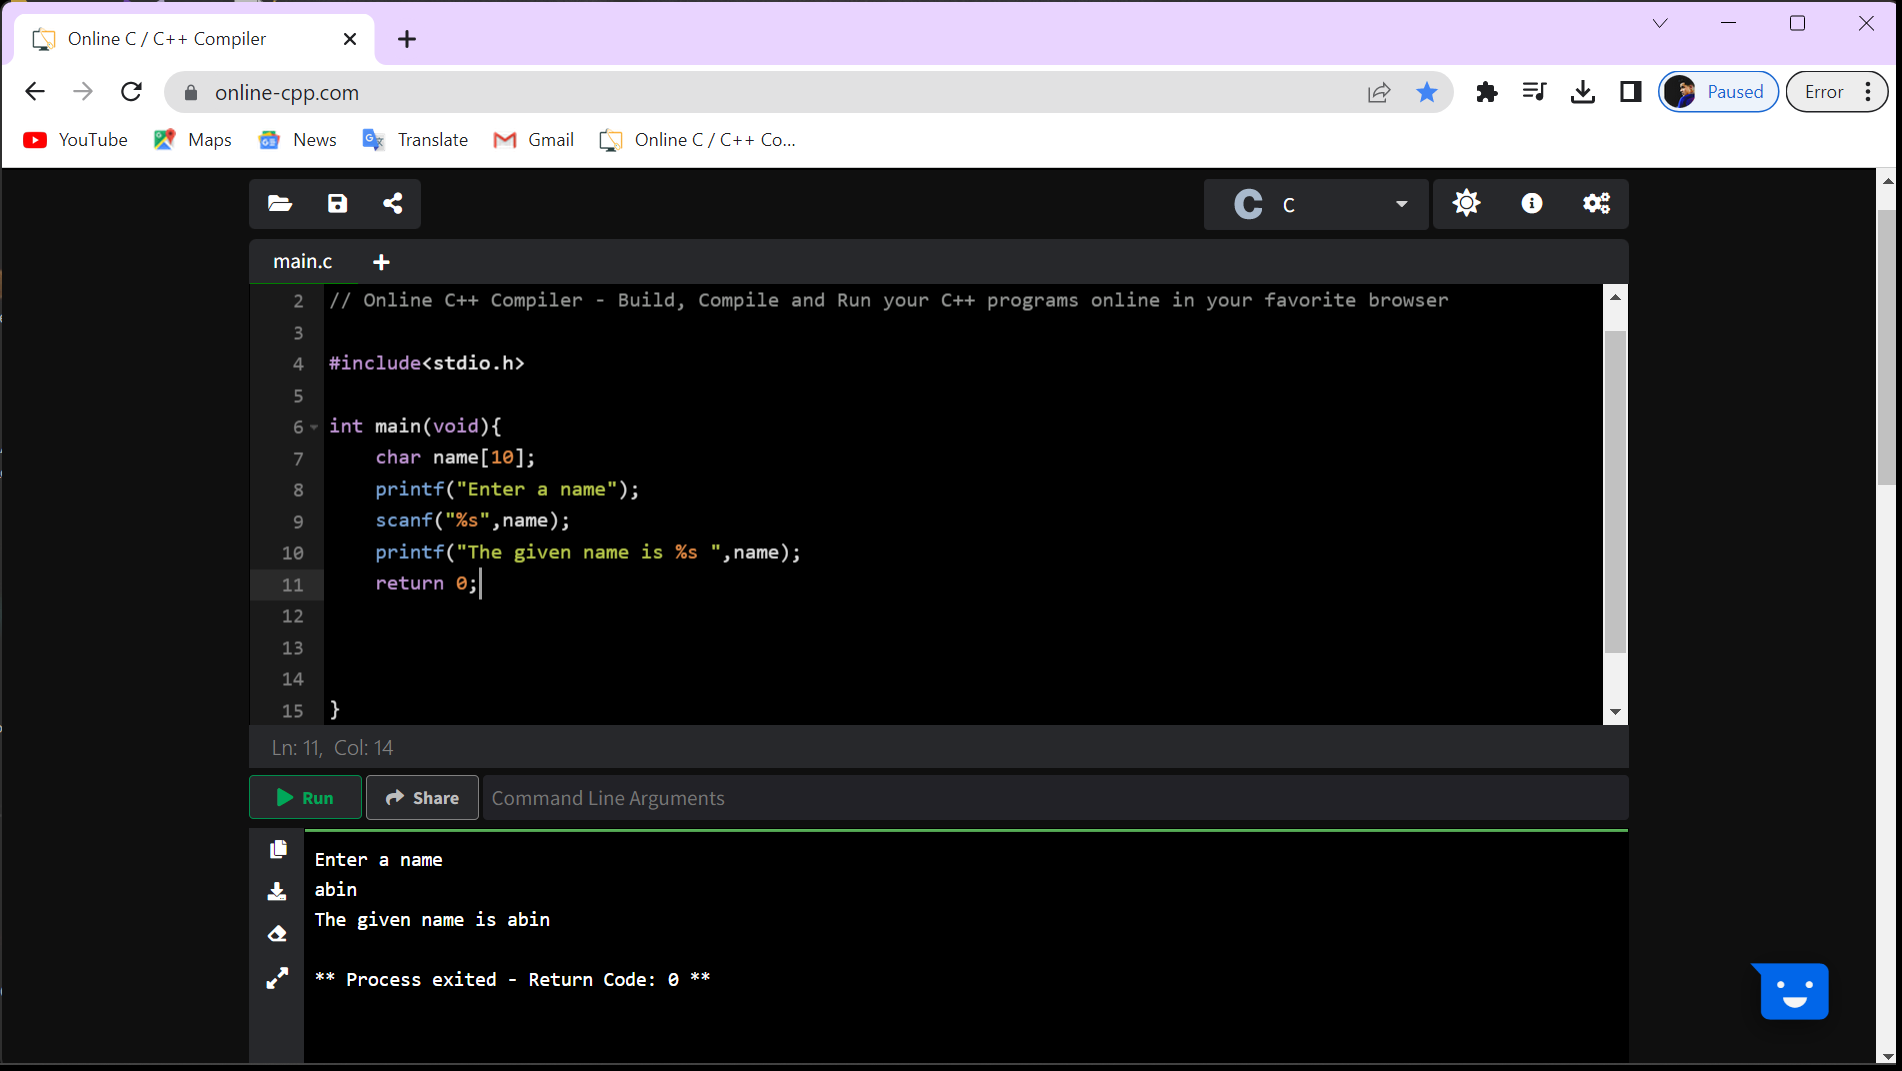 Online C / C++ Compiler
online-cpp.com
Paused
Error
YouTube
Maps
News
Translate
Gmail
Online C / C++ Co...
C
main.c
2 // Online C++ Compiler - Build, Compile and Run your C++ programs online in your favorite browser
3
4 #include<stdio.h>
5
6 int main(void){
7 char name[10];
8 printf("Enter a name");
9 scanf("%s",name);
10 printf("The given name is %s ",name);
11 return 0;
12
13
14
15 }
Ln: 11, Col: 14
Run
Share
Command Line Arguments
Enter a name
abin
The given name is abin
** Process exited - Return Code: 0 **